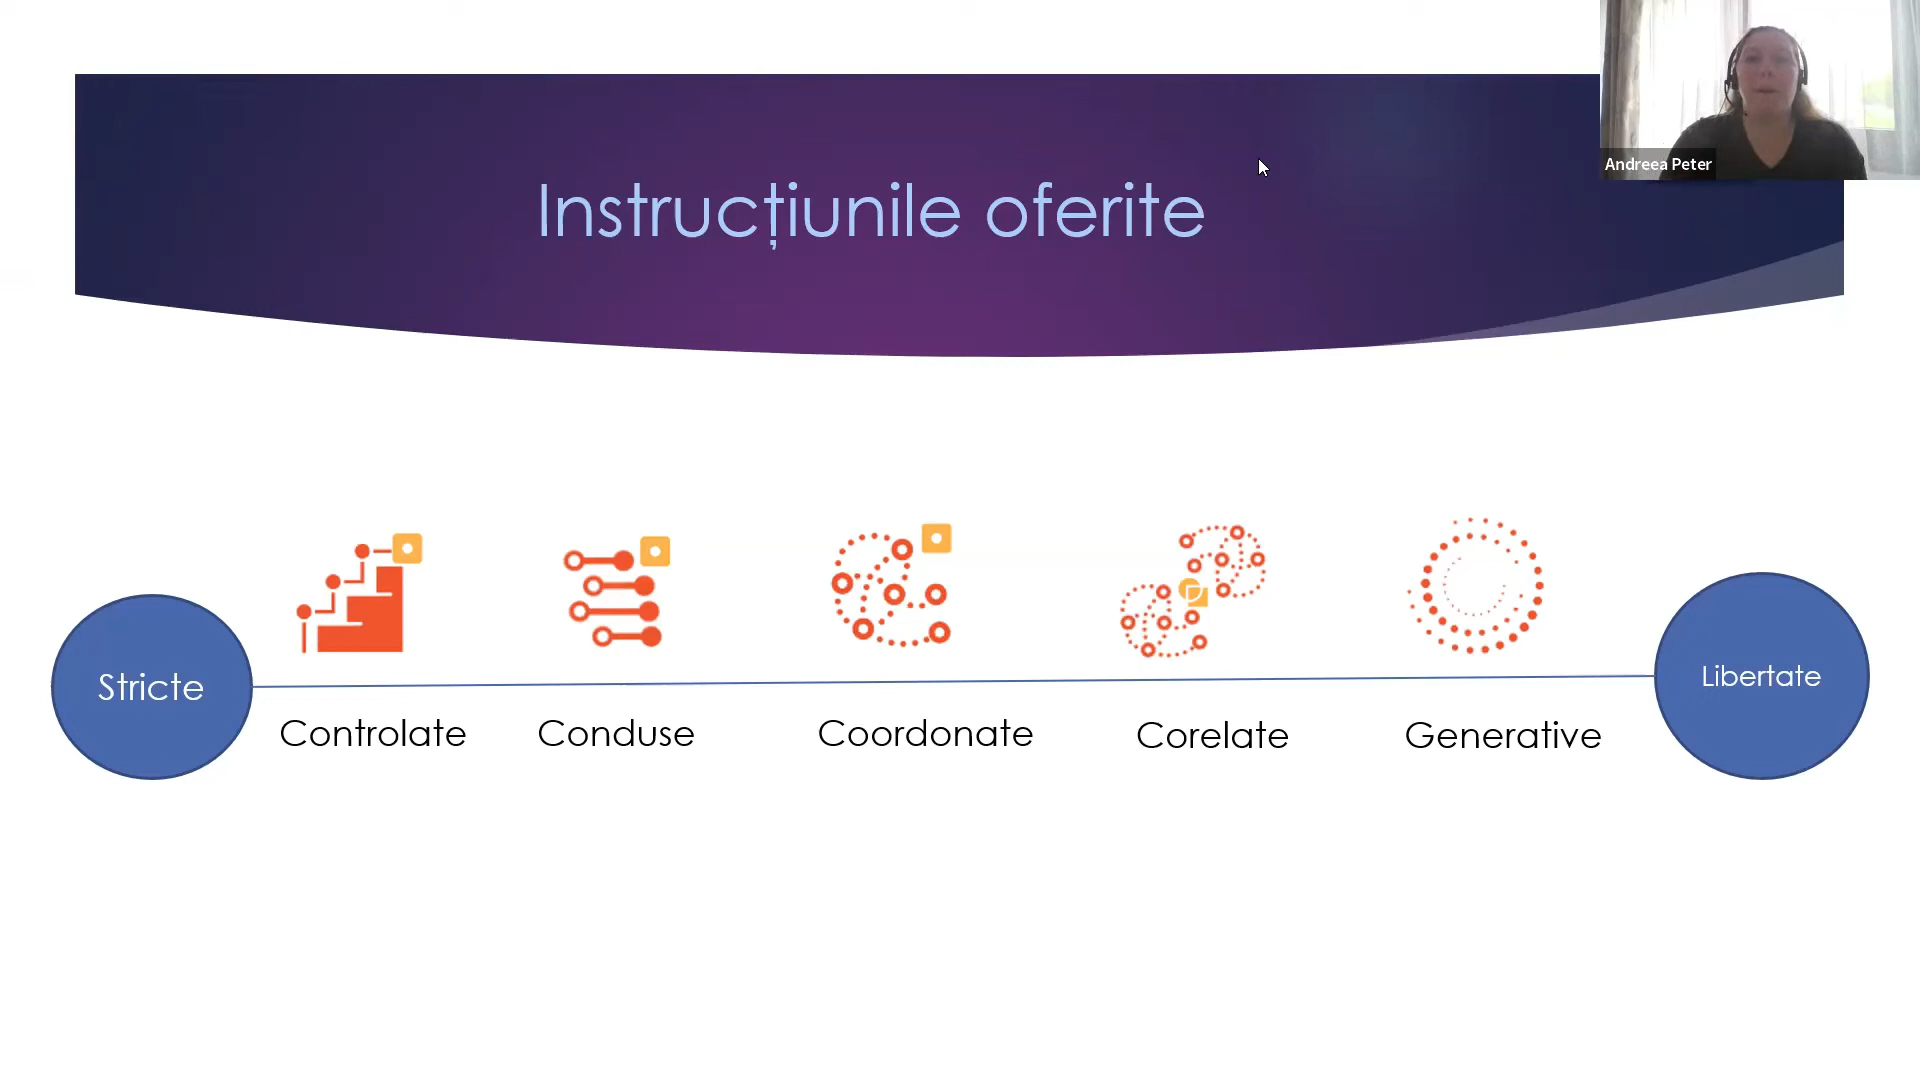 Andreea Peter
Instrucțiunile oferite
Stricte
Libertate
Controlate
Conduse
Coordonate
Corelate
Generative